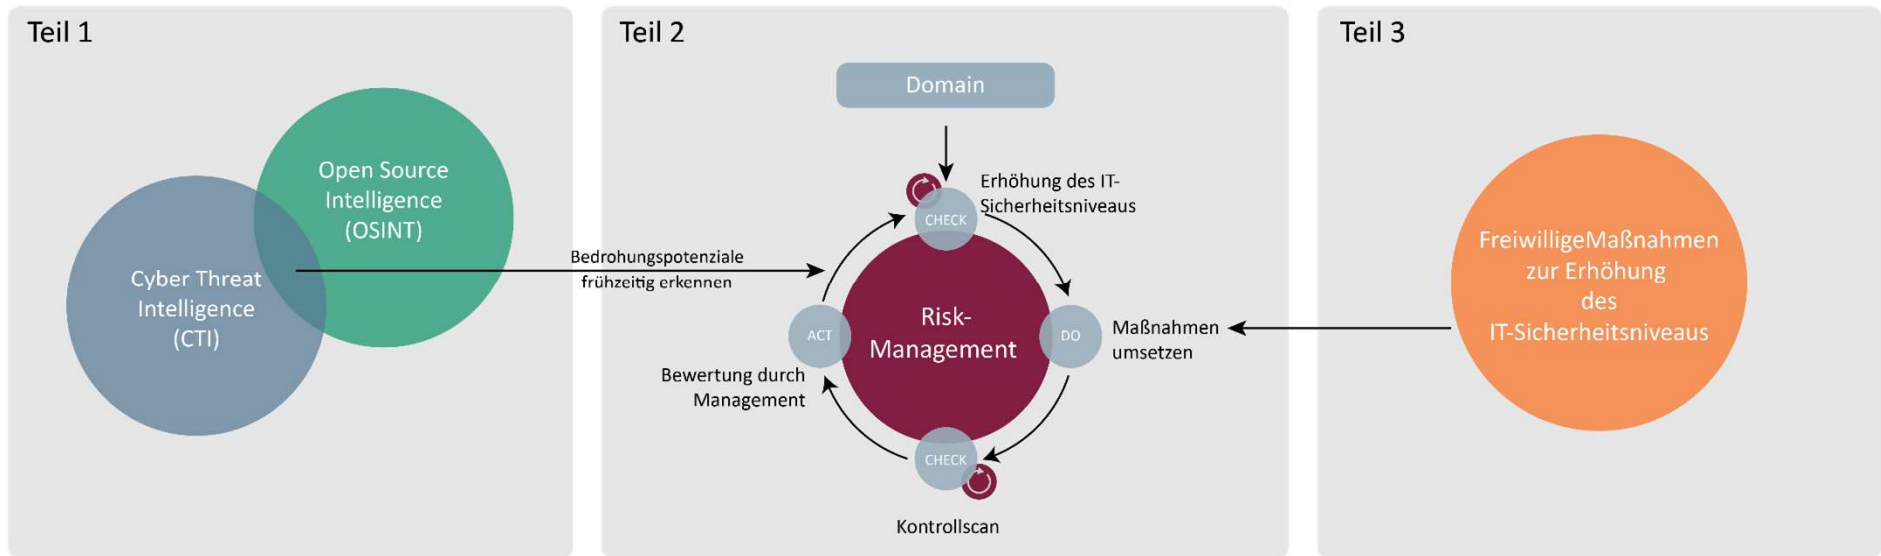 Teil 1
Open Source
Intelligence
(OSINT)
Cyber Threat
Intelligence
(CTI)
Bedrohungspotenziale
frühzeitig erkennen
Teil 2
Domain
CHECK
Erhöhung des IT-
Sicherheitsniveaus
Risk-
Management
ACT
DO
Maßnahmen
umsetzen
Bewertung durch
Management
CHECK
Kontrollscan
Teil 3
FreiwilligeMaßnahmen
zur Erhöhung
des
IT-Sicherheitsniveaus